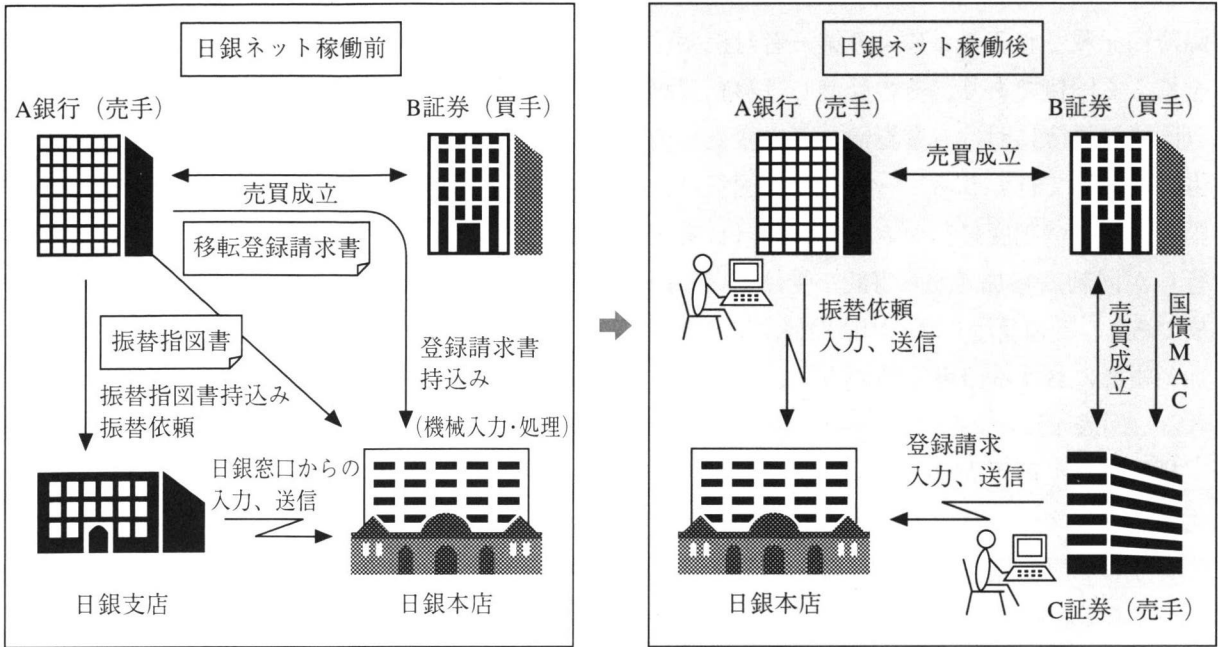 日銀ネット稼働前
A銀行（売手）
B証券（買手）
売買成立
移転登録請求書
振替指図書
登録請求書
持込み
振替指図書持込み
振替依頼
（機械入力・処理）
日銀窓口からの
入力、送信
日銀支店
日銀本店
日銀ネット稼働後
A銀行（売手）
B証券（買手）
売買成立
振替依頼
入力、送信
売買成立
国債MAC
登録請求
入力、送信
日銀本店
C証券（売手）